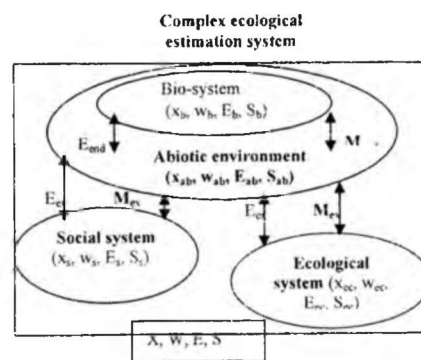 Complex ecological
estimation system
Bio-system
(x_b, w_b, E_b, S_b)
E_end
M
Abiotic environment
(x_ab, w_ab, E_ab, S_ab)
E_ex
M_ex
E_ex
M_ex
Social system
(x_s, w_s, E_s, S_s)
Ecological
system (x_ec, w_ec,
E_ec, S_ec)
X, W, E, S